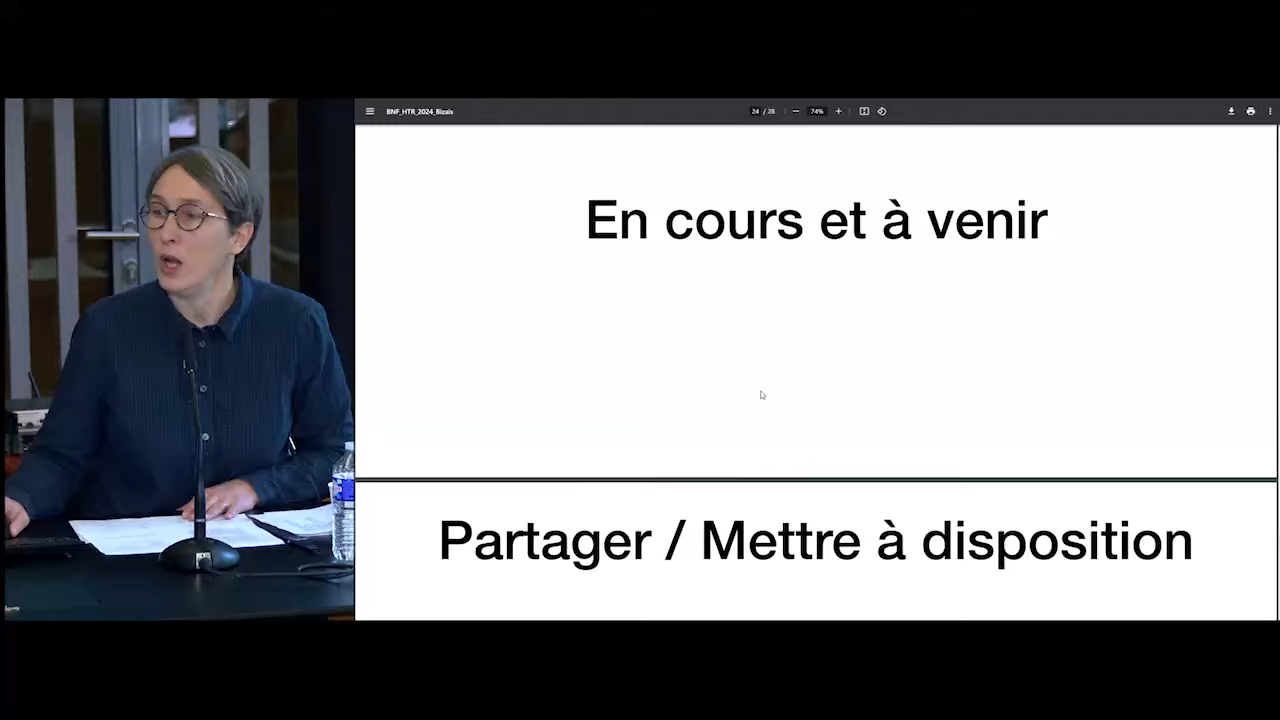 BNF_HTR_2024_Bizais
24 / 28
74%
En cours et à venir
Partager / Mettre à disposition